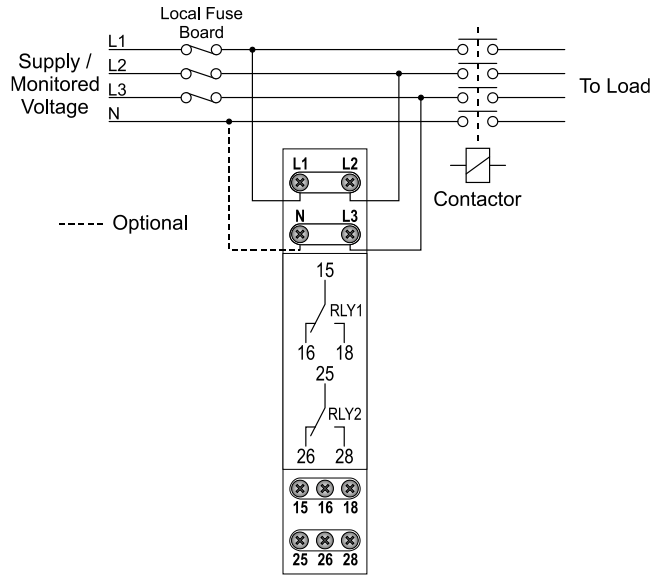 Local Fuse
Board
L1
L2
L3
N
Supply /
Monitored
Voltage
To Load
Contactor
Optional
L1 L2
N L3
15
RLY1
16 18
25
RLY2
26 28
15 16 18
25 26 28